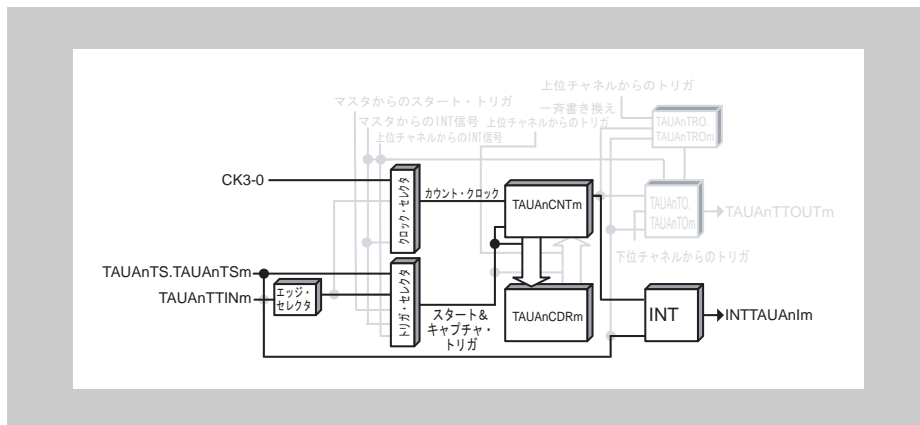 上位チャネルからのトリガ
マスタからのスタート・トリガ
一斉書き換え
マスタからのINT信号
上位チャネルからのトリガ
上位チャネルからのINT信号
TAUAnTRO.
TAUAnTROm
CK3-0
クロック・セレクタ
カウント・クロック
TAUAnCNTm
TAUAnTO.
TAUAnTOm
TAUAnTTOUTm
下位チャネルからのトリガ
TAUAnTS.TAUAnTSm
TAUAnTTINm
エッジ・
セレクタ
トリガ・セレクタ
スタート&
キャプチャ・
トリガ
TAUAnCDRm
INT
INTTAUAnIm